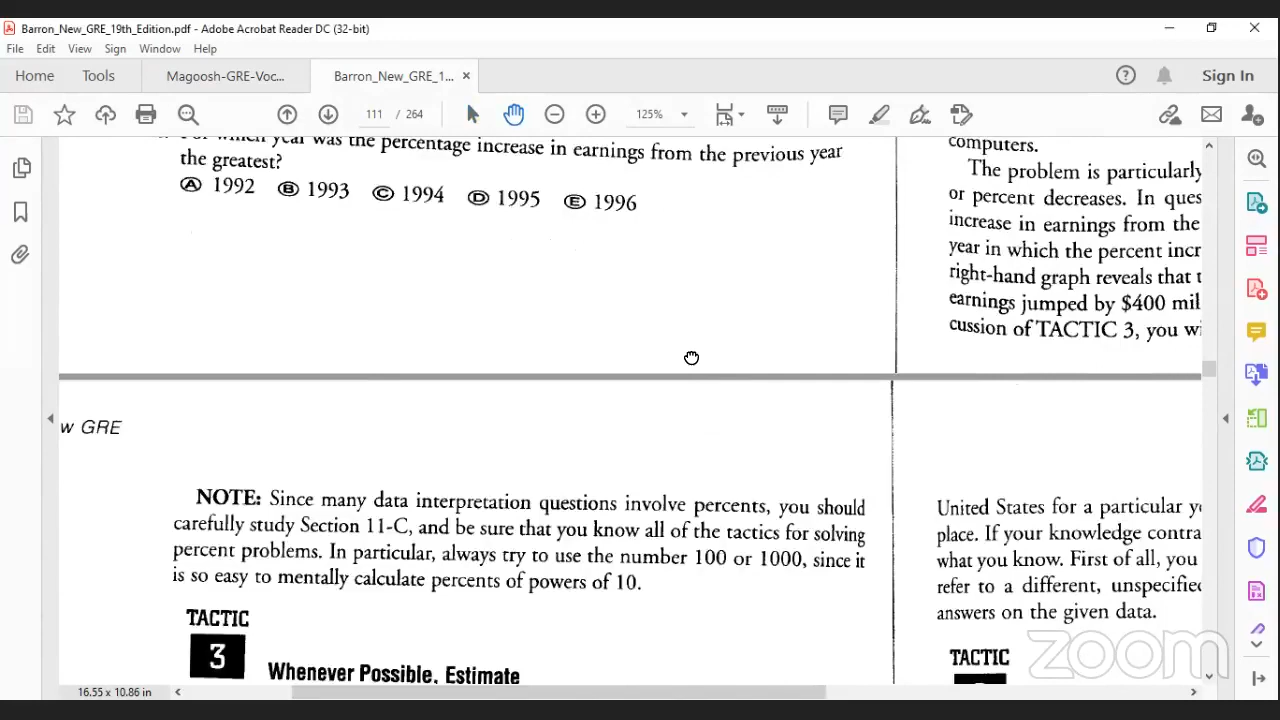 Barron_New_GRE_19th_Edition.pdf - Adobe Acrobat Reader DC (32-bit)
File Edit View Sign Window Help
Home Tools Magoosh-GRE-Voc... Barron_New_GRE_1... × Sign In
111 / 264 125%
For which year was the percentage increase in earnings from the previous year
the greatest?
A 1992 B 1993 C 1994 D 1995 E 1996
computers.
The problem is particularly
or percent decreases. In ques
increase in earnings from the
year in which the percent incr
right-hand graph reveals that t
earnings jumped by $400 mil
cussion of TACTIC 3, you wi
w GRE
NOTE: Since many data interpretation questions involve percents, you should
carefully study Section 11-C, and be sure that you know all of the tactics for solving
percent problems. In particular, always try to use the number 100 or 1000, since it
is so easy to mentally calculate percents of powers of 10.
TACTIC
3
Whenever Possible, Estimate
United States for a particular y
place. If your knowledge contra
what you know. First of all, you
refer to a different, unspecified
answers on the given data.
TACTIC
zoom
16.55 x 10.86 in